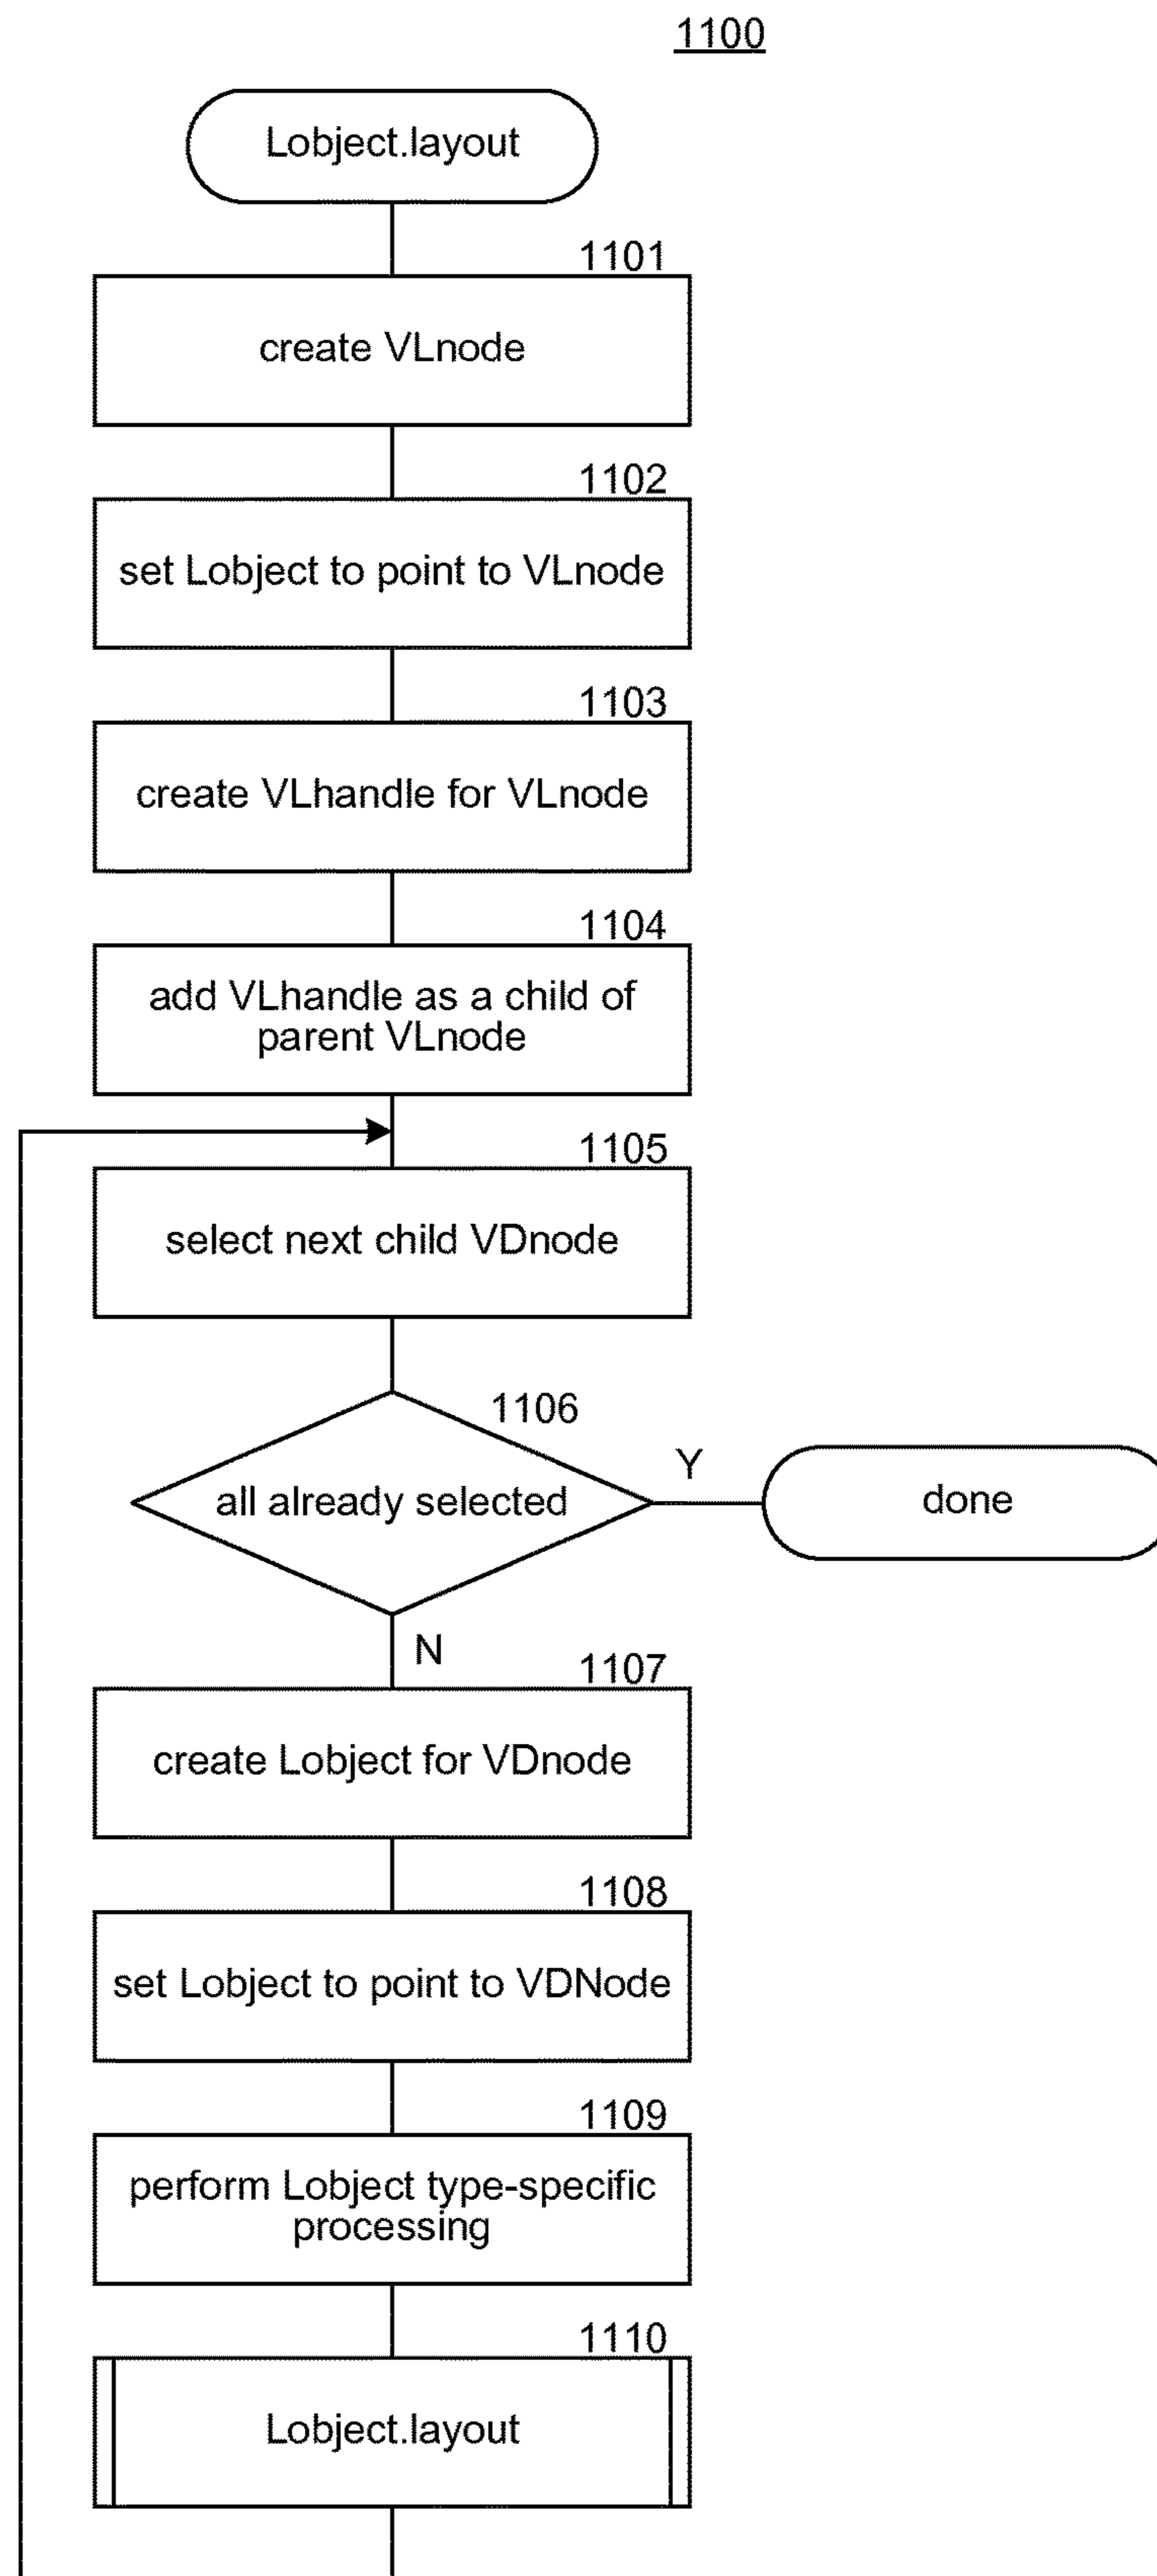 1100
Lobject.layout
1101
create VLnode
1102
set Lobject to point to VLnode
1103
create VLhandle for VLnode
1104
add VLhandle as a child of
parent VLnode
1105
select next child VDnode
1106
all already selected
Y
done
N
1107
create Lobject for VDnode
1108
set Lobject to point to VDNode
1109
perform Lobject type-specific
processing
1110
Lobject.layout